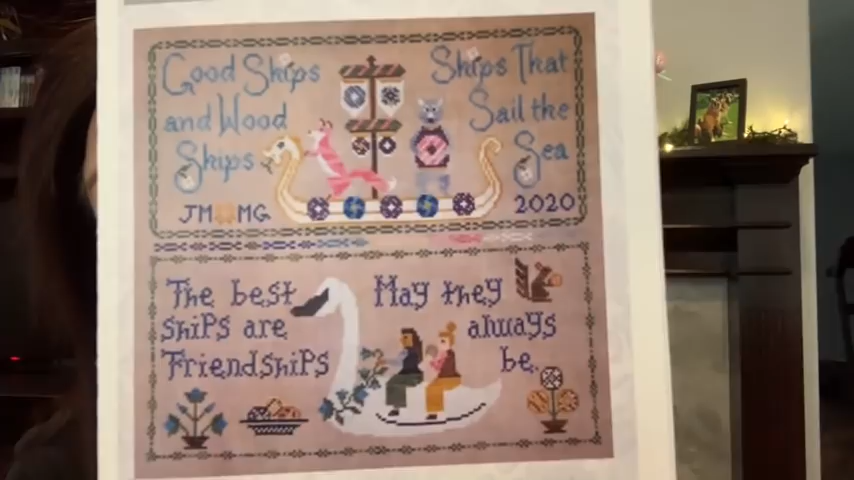 Good Ships
and Wood
Ships
Ships That
Sail the
Sea
JM MG
2020
The best
ships are
Friendships
May they
always
be.